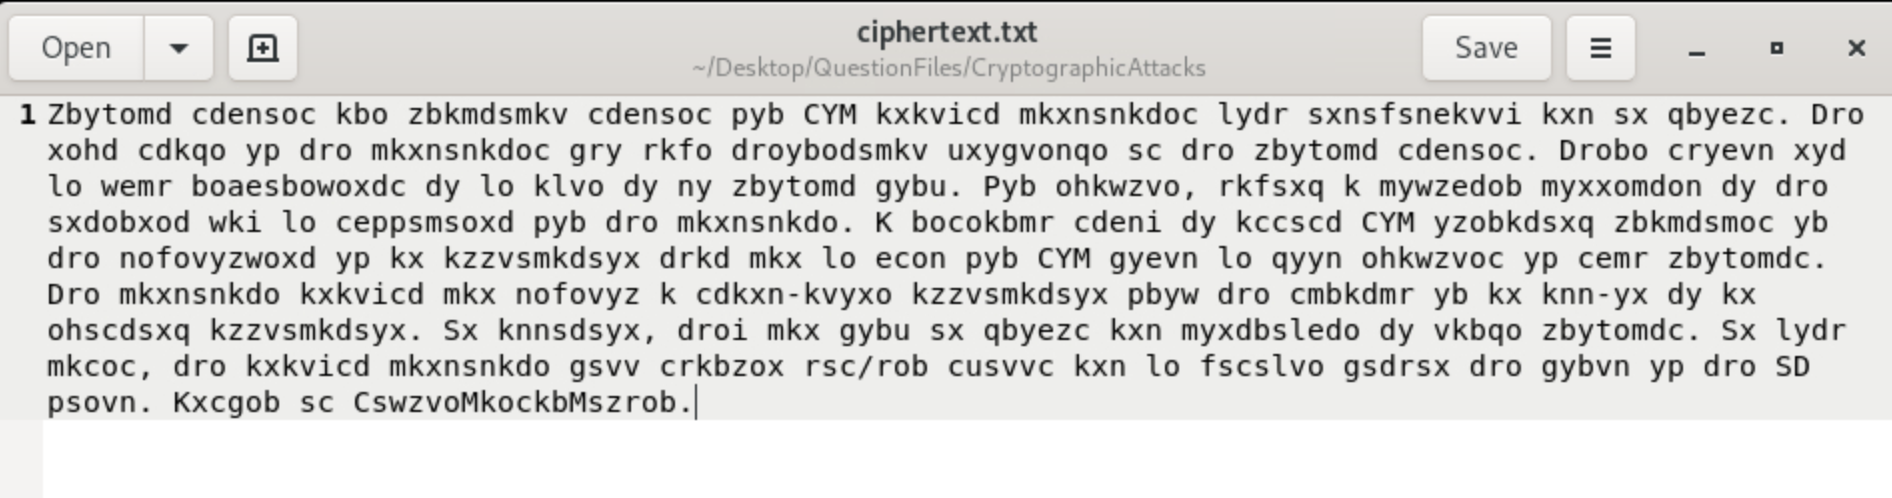 Open
ciphertext.txt
~/Desktop/QuestionFiles/CryptographicAttacks
Save
1 Zbytomd cdensoc kbo zbkmdsmkv cdensoc pyb CYM kxkvicd mkxnsnkdoc lydr sxnsfsnekvvi kxn sx qbyezc. Dro
xohd cdkqo yp dro mkxnsnkdoc gry rkfo droybodsmkv uxygvonqo sc dro zbytomd cdensoc. Drobo cryevn xyd
lo wemr boaesbowoxdc dy lo klvo dy ny zbytomd gybu. Pyb ohkwzvo, rkfsxq k mywzedob myxxomdon dy dro
sxdobxod wki lo ceppsmsoxd pyb dro mkxnsnkdo. K bocokbmr cdeni dy kccscd CYM yzobkdsxq zbkmdsmoc yb
dro nofovyzwoxd yp kx kzzvsmkdsyx drkd mkx lo econ pyb CYM gyevn lo qyyn ohkwzvoc yp cemr zbytomdc.
Dro mkxnsnkdo kxkvicd mkx nofovyz k cdkxn-kvyxo kzzvsmkdsyx pbyw dro cmbkdmr yb kx knn-yx dy kx
ohscdsxq kzzvsmkdsyx. Sx knnsdsyx, droi mkx gybu sx qbyezc kxn myxdbsledo dy vkbqo zbytomdc. Sx lydr
mkcoc, dro kxkvicd mkxnsnkdo gsvv crkbzox rsc/rob cusvvc kxn lo fscslvo gsdrsx dro gybvn yp dro SD
psovn. Kxcgob sc CswzvoMkockbMszrob.